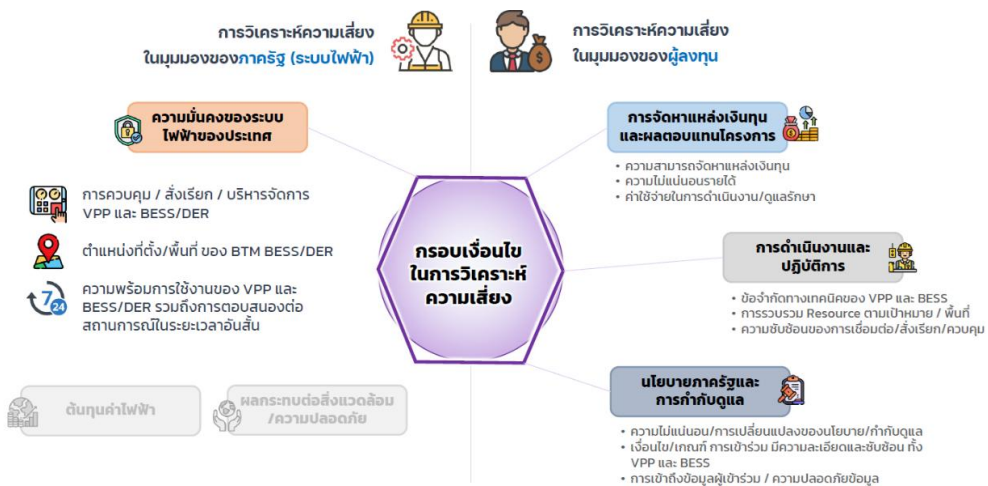 การวิเคราะห์ความเสี่ยง
ในมุมมองของภาครัฐ (ระบบไฟฟ้า)
การวิเคราะห์ความเสี่ยง
ในมุมมองของผู้ลงทุน
ความมั่นคงของระบบ
ไฟฟ้าของประเทศ
การควบคุม / สั่งเรียก / บริหารจัดการ
VPP และ BESS/DER
ตำแหน่งที่ตั้ง/พื้นที่ ของ BTM BESS/DER
7
24
ความพร้อมการใช้งานของ VPP และ
BESS/DER รวมถึงการตอบสนองต่อ
สถานการณ์ในระยะเวลาอันสั้น
ต้นทุนค่าไฟฟ้า
ผลกระทบต่อสิ่งแวดล้อม
/ความปลอดภัย
กรอบเงื่อนไข
ในการวิเคราะห์
ความเสี่ยง
การจัดหาแหล่งเงินทุน
และผลตอบแทนโครงการ
• ความสามารถจัดหาแหล่งเงินทุน
• ความไม่แน่นอนรายได้
• ค่าใช้จ่ายในการดำเนินงาน/ดูแลรักษา
การดำเนินงานและ
ปฏิบัติการ
• ข้อจำกัดทางเทคนิคของ VPP และ BESS
• การรวบรวม Resource ตามเป้าหมาย / พื้นที่
• ความซับซ้อนของการเชื่อมต่อ/สั่งเรียก/ควบคุม
นโยบายภาครัฐและ
การกำกับดูแล
• ความไม่แน่นอน/การเปลี่ยนแปลงของนโยบาย/กำกับดูแล
• เงื่อนไข/เกณฑ์ การเข้าร่วม มีความละเอียดและซับซ้อน ทั้ง
VPP และ BESS
• การเข้าถึงข้อมูลผู้เข้าร่วม / ความปลอดภัยข้อมูล